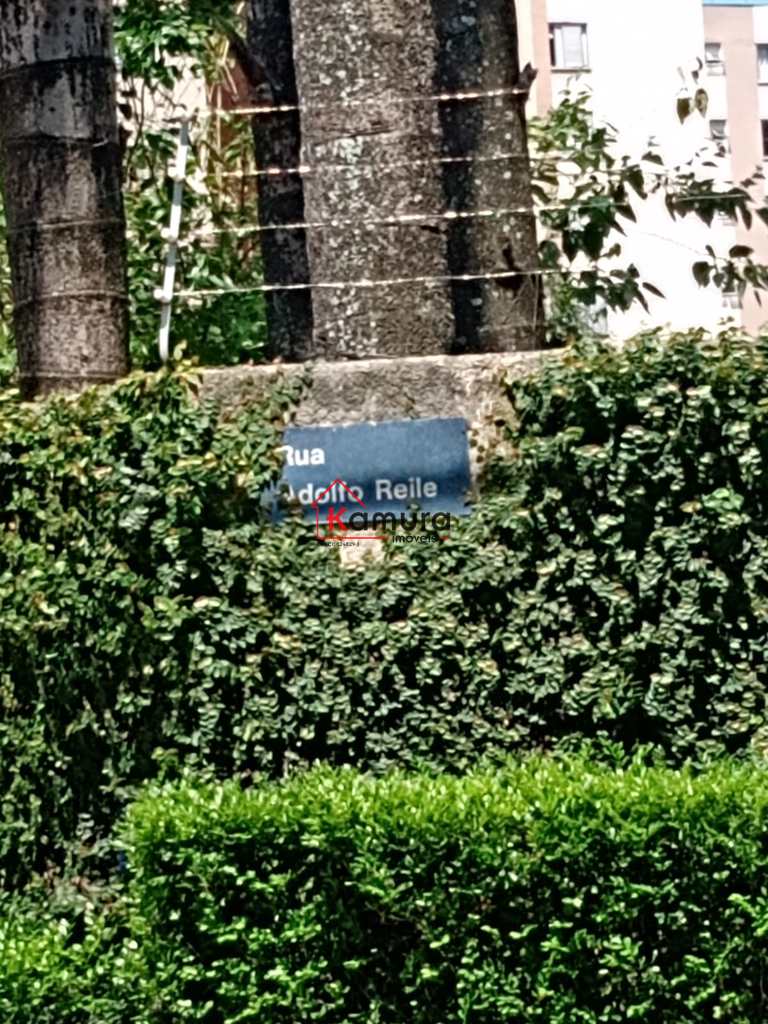 Rua
Adolfo Reile
Kamura
imóveis